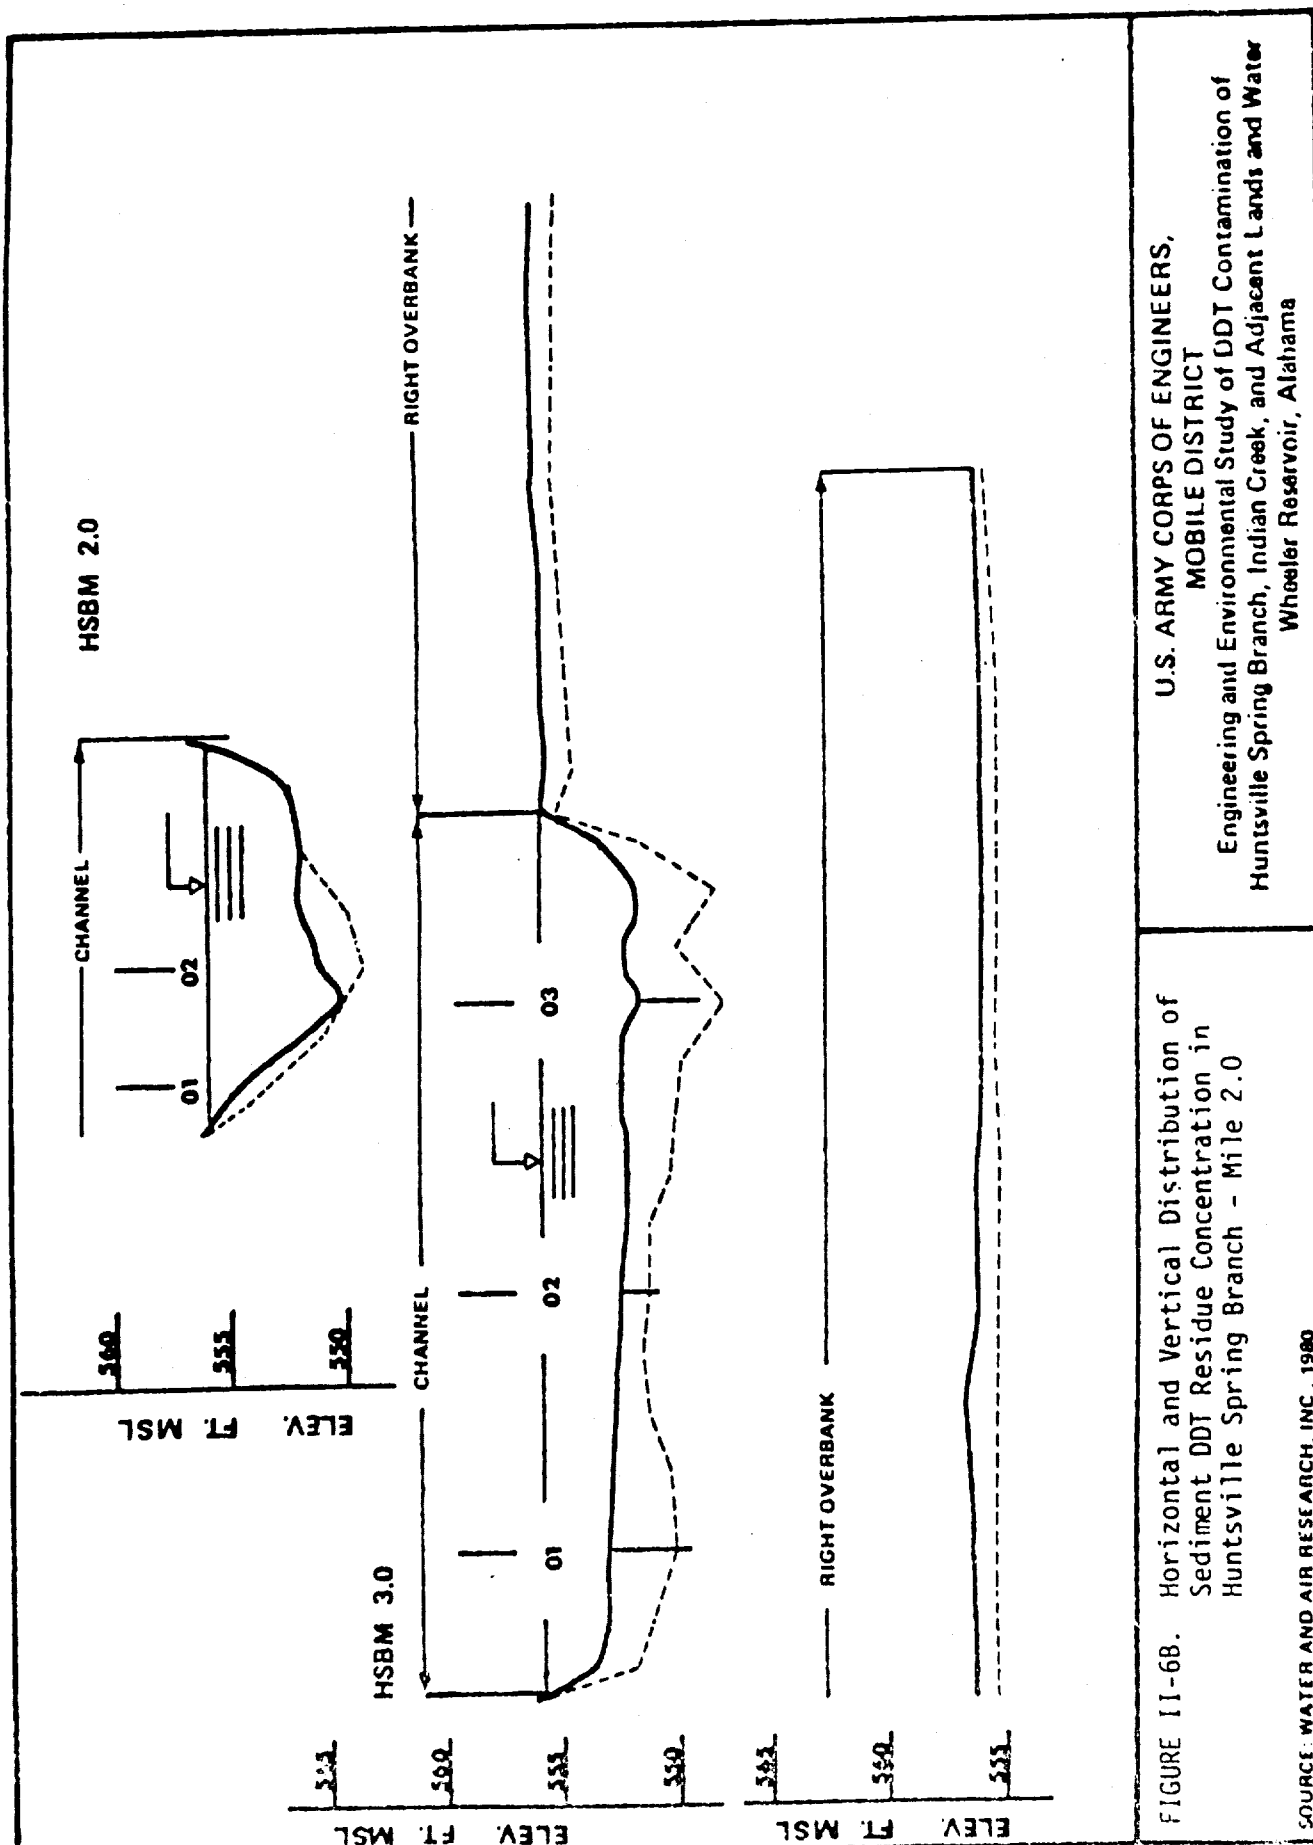 HSBM 2.0
CHANNEL
01
02
560
555
550
ELEV. FT. MSL
HSBM 3.0
CHANNEL
RIGHT OVERBANK
01
02
03
560
555
550
ELEV. FT. MSL
RIGHT OVERBANK
565
560
555
ELEV. FT. MSL
FIGURE II-6B. Horizontal and Vertical Distribution of
Sediment DDT Residue Concentration in
Huntsville Spring Branch - Mile 2.0
U.S. ARMY CORPS OF ENGINEERS,
MOBILE DISTRICT
Engineering and Environmental Study of DDT Contamination of
Huntsville Spring Branch, Indian Creek, and Adjacent Lands and Water
Wheeler Reservoir, Alabama
SOURCE: WATER AND AIR RESEARCH, INC., 1980